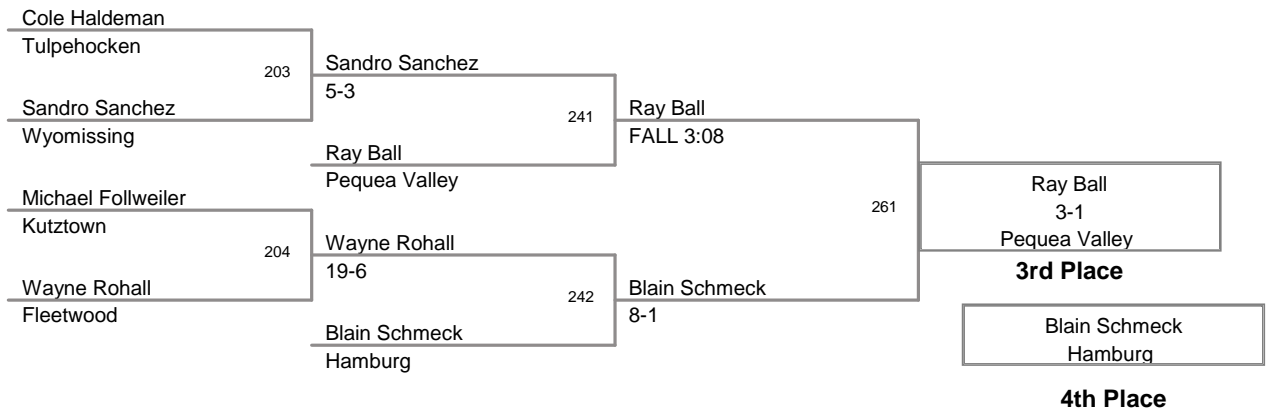 Cole Haldeman
Tulpehocken
203
Sandro Sanchez
5-3
Sandro Sanchez
Wyomissing
241
Ray Ball
FALL 3:08
Ray Ball
Pequea Valley
Michael Follweiler
Kutztown
204
Wayne Rohall
19-6
Wayne Rohall
Fleetwood
242
Blain Schmeck
8-1
Blain Schmeck
Hamburg
261
Ray Ball
3-1
Pequea Valley
3rd Place
Blain Schmeck
Hamburg
4th Place